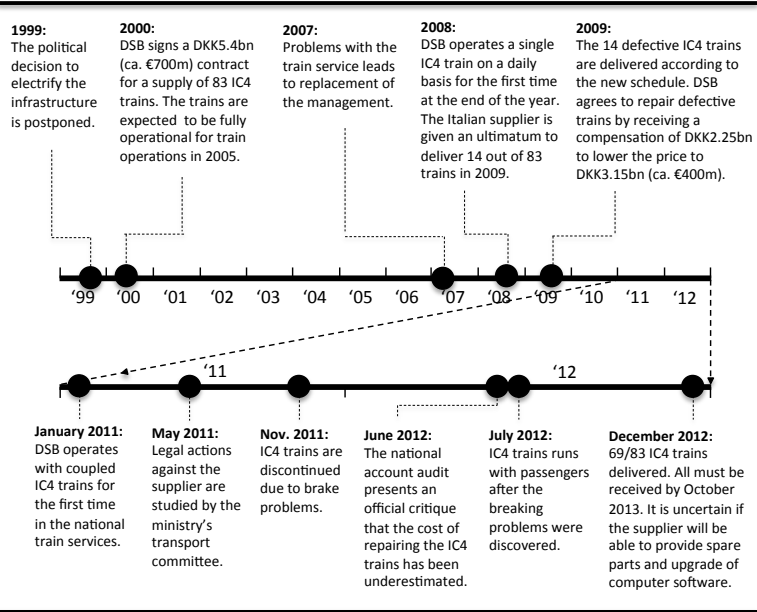 1999:
The political
decision to
electrify the
infrastructure
is postponed.
2000:
DSB signs a DKK5.4bn
(ca. €700m) contract
for a supply of 83 IC4
trains. The trains are
expected to be fully
operational for train
operations in 2005.
2007:
Problems with the
train service leads
to replacement of
the management.
2008:
DSB operates a single
IC4 train on a daily
basis for the first time
at the end of the year.
The Italian supplier is
given an ultimatum to
deliver 14 out of 83
trains in 2009.
2009:
The 14 defective IC4 trains
are delivered according to
the new schedule. DSB
agrees to repair defective
trains by receiving a
compensation of DKK2.25bn
to lower the price to
DKK3.15bn (ca. €400m).
‘99 ‘00 ‘01 ‘02 ‘03 ‘04 ‘05 ‘06 ‘07 ‘08 ‘09 ‘10 ‘11 ‘12
‘11 ‘12
January 2011:
DSB operates
with coupled
IC4 trains for
the first time
in the national
train services.
May 2011:
Legal actions
against the
supplier are
studied by the
ministry’s
transport
committee.
Nov. 2011:
IC4 trains are
discontinued
due to brake
problems.
June 2012:
The national
account audit
presents an
official critique
that the cost of
repairing the IC4
trains has been
underestimated.
July 2012:
IC4 trains runs
with passengers
after the
breaking
problems were
discovered.
December 2012:
69/83 IC4 trains
delivered. All must be
received by October
2013. It is uncertain if
the supplier will be
able to provide spare
parts and upgrade of
computer software.